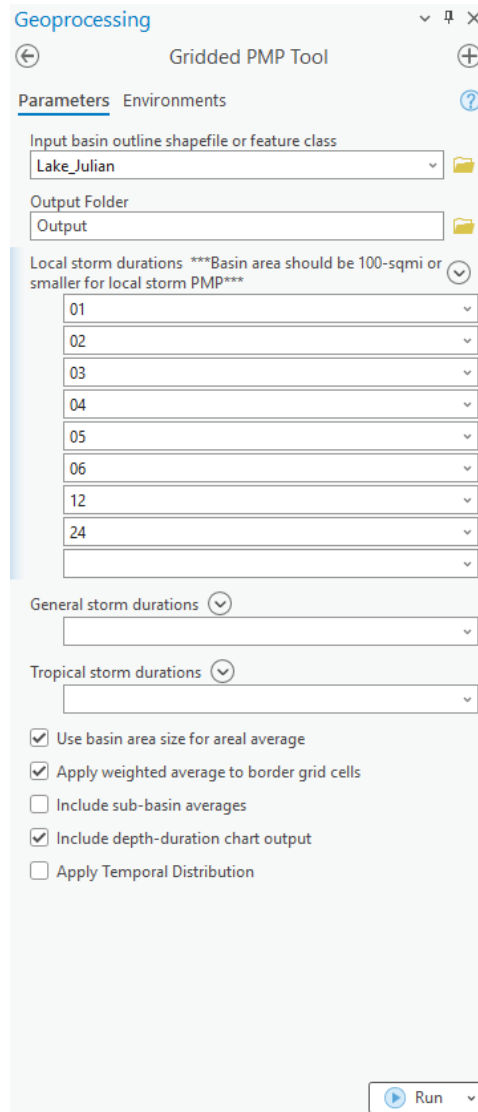 Geoprocessing
Gridded PMP Tool
Parameters Environments
Input basin outline shapefile or feature class
Lake_Julian
Output Folder
Output
Local storm durations ***Basin area should be 100-sqmi or
smaller for local storm PMP***
01
02
03
04
05
06
12
24
General storm durations
Tropical storm durations
Use basin area size for areal average
Apply weighted average to border grid cells
Include sub-basin averages
Include depth-duration chart output
Apply Temporal Distribution
Run